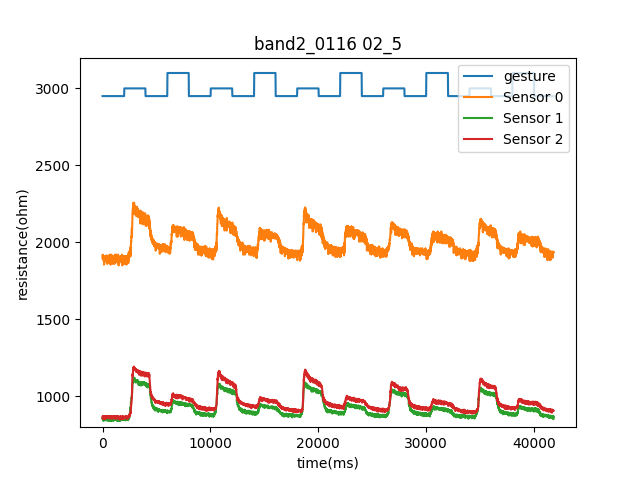 band2_0116 02_5
gesture
Sensor 0
Sensor 1
Sensor 2
3000
2500
2000
1500
1000
resistance(ohm)
0
10000
20000
30000
40000
time(ms)